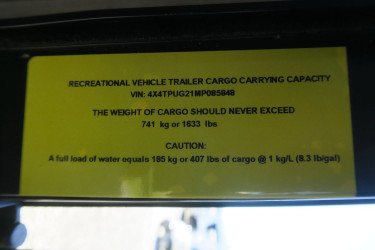 RECREATIONAL VEHICLE TRAILER CARGO CARRYING CAPACITY
VIN: 4X4TPUG21MP085848
THE WEIGHT OF CARGO SHOULD NEVER EXCEED
741 kg or 1633 lbs
CAUTION:
A full load of water equals 185 kg or 407 lbs of cargo @ 1 kg/L (8.3 lb/gal)